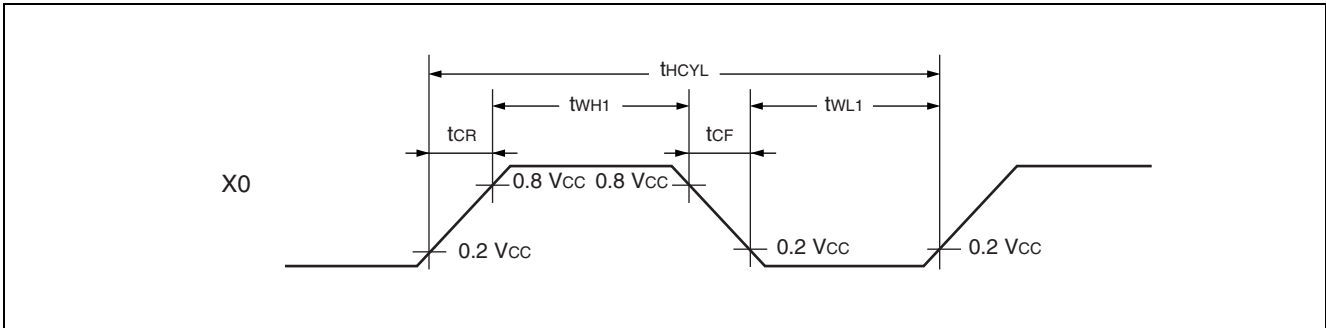 tHCYL
tWH1
tWL1
tCR
tCF
X0
0.8 VCC
0.8 VCC
0.2 VCC
0.2 VCC
0.2 VCC